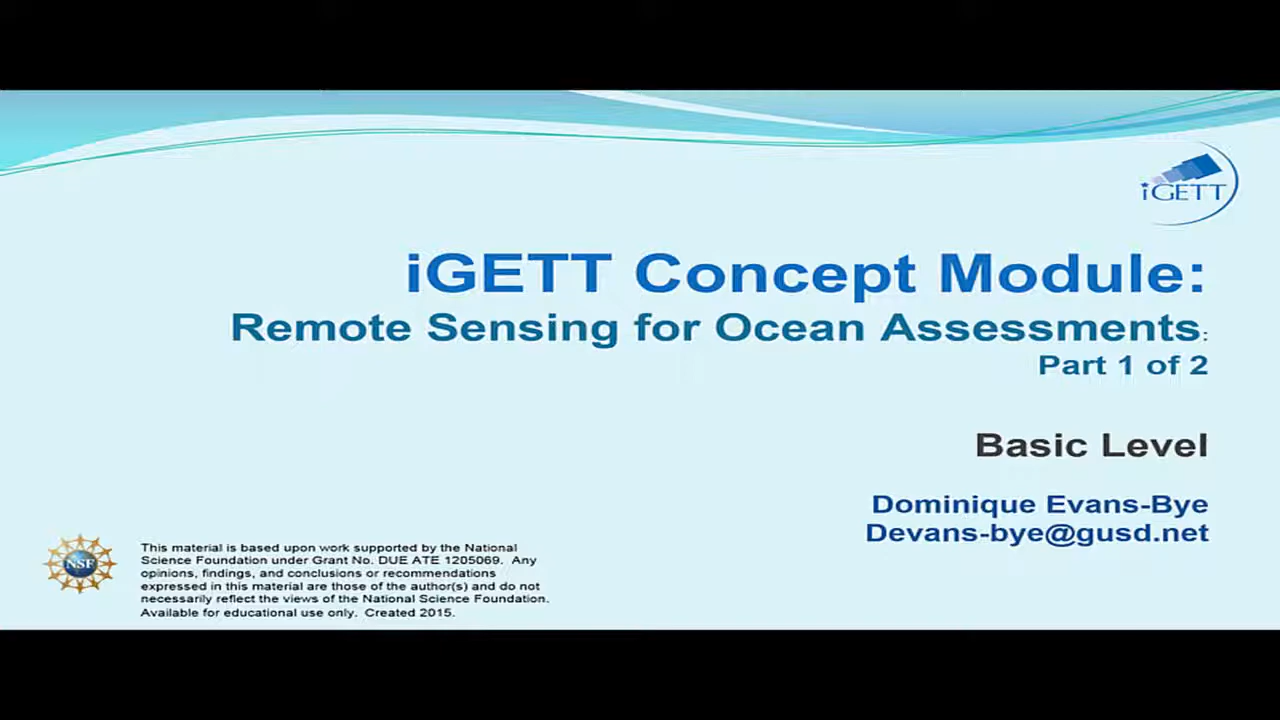 iGETT
iGETT Concept Module:
Remote Sensing for Ocean Assessments:
Part 1 of 2
Basic Level
Dominique Evans-Bye
Devans-bye@gusd.net
NSF
This material is based upon work supported by the National
Science Foundation under Grant No. DUE ATE 1205069. Any
opinions, findings, and conclusions or recommendations
expressed in this material are those of the author(s) and do not
necessarily reflect the views of the National Science Foundation.
Available for educational use only. Created 2015.